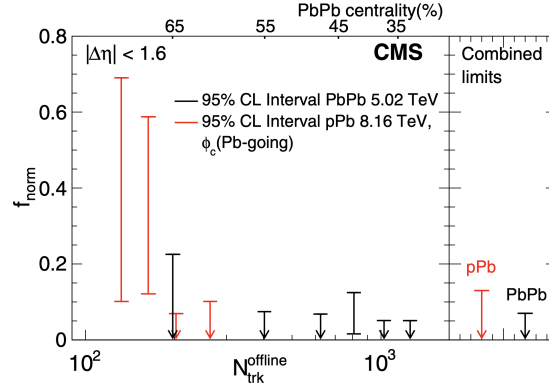 PbPb centrality(%)
65 55 45 35
0.8
|Δη| < 1.6 CMS Combined
limits
95% CL Interval PbPb 5.02 TeV
95% CL Interval pPb 8.16 TeV,
ϕc(Pb-going)
0.6
fnorm
0.4
0.2
pPb
PbPb
0
10² 10³
Ntrk^offline